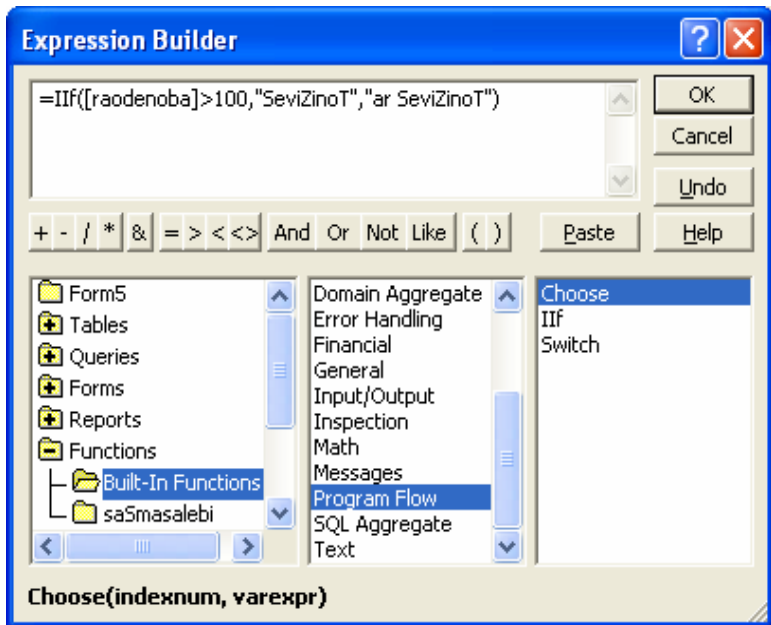 Expression Builder
=IIf([raodenoba]>100,"SeviZinoT","ar SeviZinoT")
OK
Cancel
Undo
+ - / * & = > < <> And Or Not Like ( ) Paste Help
Form5
Tables
Queries
Forms
Reports
Functions
Built-In Functions
saSmasalebi
Domain Aggregate
Error Handling
Financial
General
Input/Output
Inspection
Math
Messages
Program Flow
SQL Aggregate
Text
Choose
IIf
Switch
Choose(indexnum, varexpr)